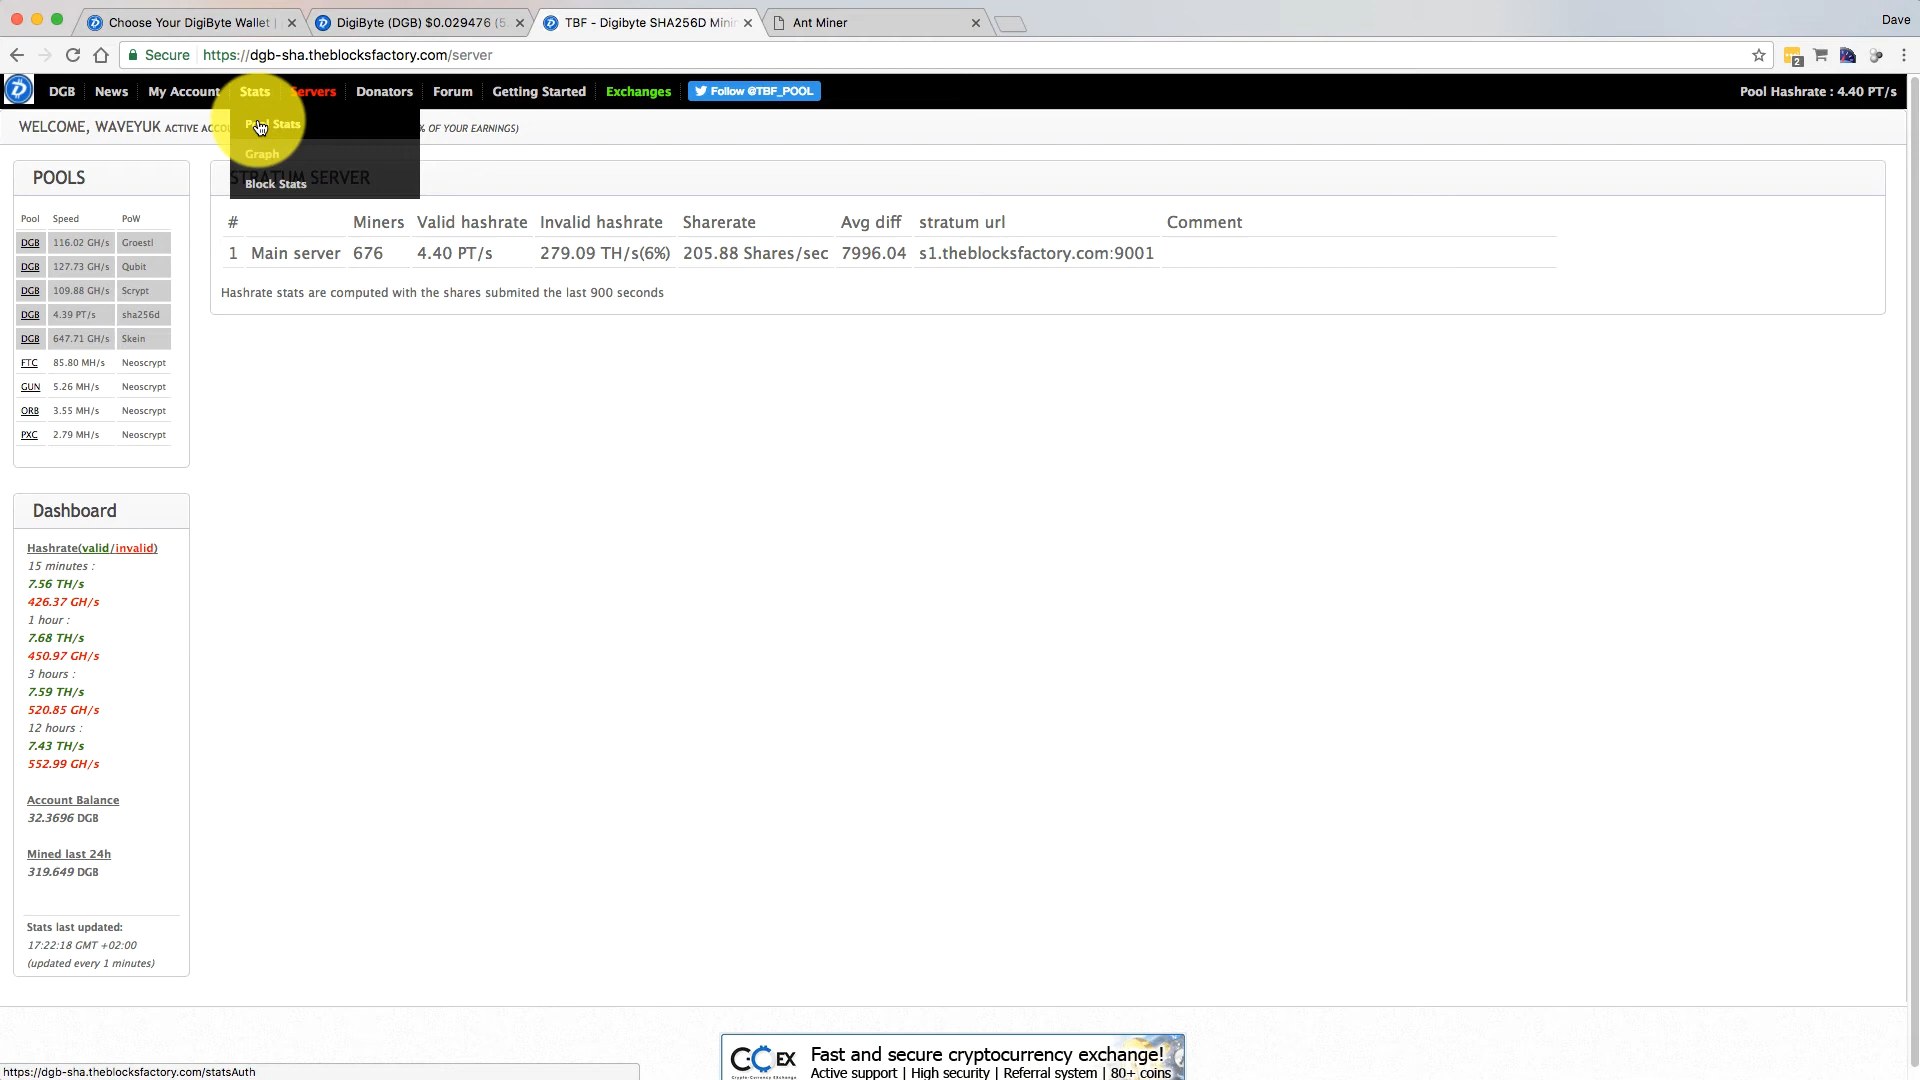 Choose Your DigiByte Wallet |
DigiByte (DGB) $0.029476 (5
TBF - Digibyte SHA256D Mini
Ant Miner
Dave
Secure https://dgb-sha.theblocksfactory.com/server
2
DGB News My Account Stats Servers Donators Forum Getting Started Exchanges Follow @TBF_POOL Pool Hashrate : 4.40 PT/s
WELCOME, WAVEYUK % OF YOUR EARNINGS)
Pool Stats
Graph
Block Stats
POOLS
STRATUM SERVER
Pool Speed PoW
DGB 116.02 GH/s Groestl
DGB 127.73 GH/s Qubit
DGB 109.88 GH/s Scrypt
DGB 4.39 PT/s sha256d
DGB 647.71 GH/s Skein
FTC 85.80 MH/s Neoscrypt
GUN 5.26 MH/s Neoscrypt
ORB 3.55 MH/s Neoscrypt
PXC 2.79 MH/s Neoscrypt
# Miners Valid hashrate Invalid hashrate Sharerate Avg diff stratum url Comment
1 Main server 676 4.40 PT/s 279.09 TH/s(6%) 205.88 Shares/sec 7996.04 s1.theblocksfactory.com:9001
Hashrate stats are computed with the shares submited the last 900 seconds
Dashboard
Hashrate(valid/invalid)
15 minutes :
7.56 TH/s
426.37 GH/s
1 hour :
7.68 TH/s
450.97 GH/s
3 hours :
7.59 TH/s
520.85 GH/s
12 hours :
7.43 TH/s
552.99 GH/s
Account Balance
32.3696 DGB
Mined last 24h
319.649 DGB
Stats last updated:
17:22:18 GMT +02:00
(updated every 1 minutes)
C-CEX
Crypto-Currency Exchange
Fast and secure cryptocurrency exchange!
Active support | High security | Referral system | 80+ coins
https://dgb-sha.theblocksfactory.com/statsAuth